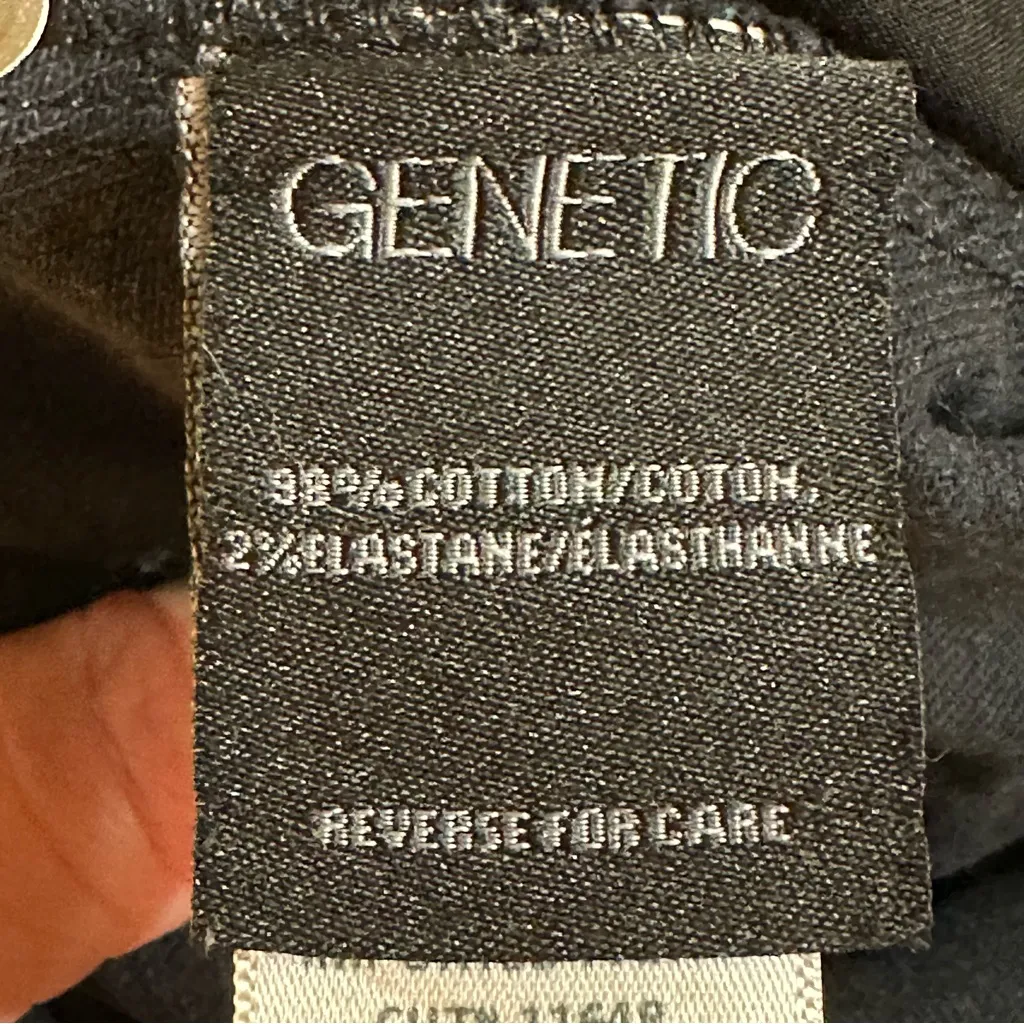 GENETIC
98% COTTON/COTON,
2% ELASTANE/ÉLASTHANNE
REVERSE FOR CARE